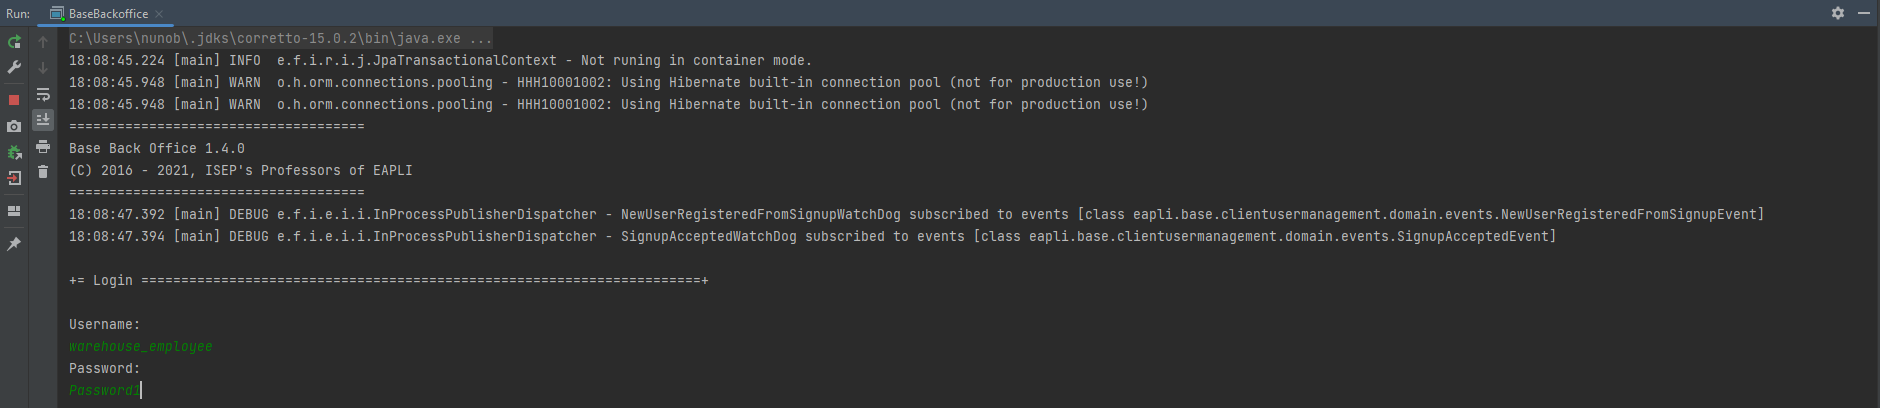 Run: BaseBackoffice
C:\Users\nunob\.jdks\corretto-15.0.2\bin\java.exe ...
18:08:45.224 [main] INFO  e.f.i.r.i.j.JpaTransactionalContext - Not runing in container mode.
18:08:45.948 [main] WARN  o.h.orm.connections.pooling - HHH10001002: Using Hibernate built-in connection pool (not for production use!)
18:08:45.948 [main] WARN  o.h.orm.connections.pooling - HHH10001002: Using Hibernate built-in connection pool (not for production use!)
=====================================
Base Back Office 1.4.0
(C) 2016 - 2021, ISEP's Professors of EAPLI
=====================================
18:08:47.392 [main] DEBUG e.f.i.e.i.i.InProcessPublisherDispatcher - NewUserRegisteredFromSignupWatchDog subscribed to events [class eapli.base.clientusermanagement.domain.events.NewUserRegisteredFromSignupEvent]
18:08:47.394 [main] DEBUG e.f.i.e.i.i.InProcessPublisherDispatcher - SignupAcceptedWatchDog subscribed to events [class eapli.base.clientusermanagement.domain.events.SignupAcceptedEvent]
+= Login ======================================================================+
Username:
warehouse_employee
Password:
Password1